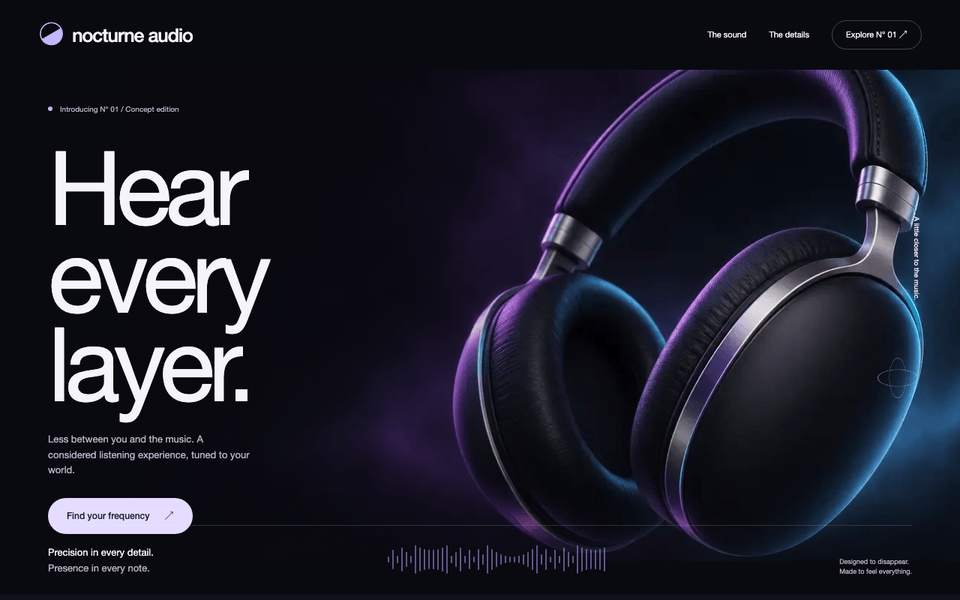 nocturne audio
The sound
The details
Explore N° 01 ↗
Introducing N° 01 / Concept edition
Hear
every
layer.
A little closer to the music.
Less between you and the music. A
considered listening experience, tuned to your
world.
Find your frequency ↗
Precision in every detail.
Presence in every note.
Designed to disappear.
Made to feel everything.